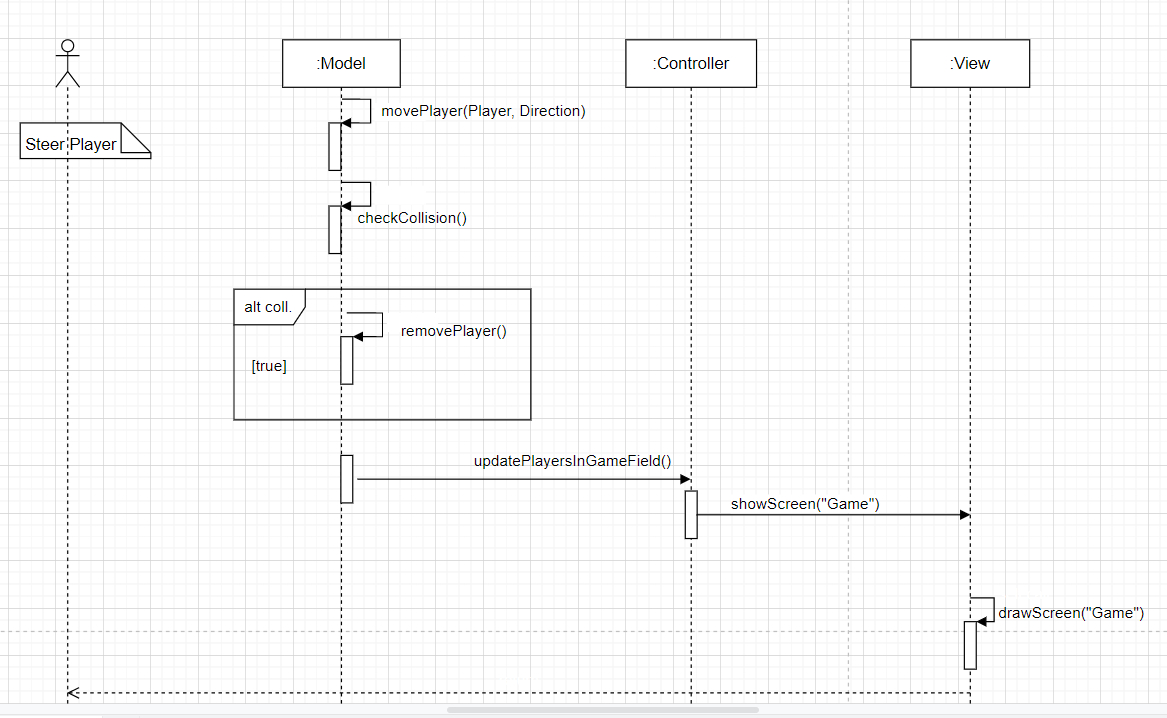 :Model
:Controller
:View
movePlayer(Player, Direction)
Steer Player
checkCollision()
alt coll.
removePlayer()
[true]
updatePlayersInGameField()
showScreen("Game")
drawScreen("Game")